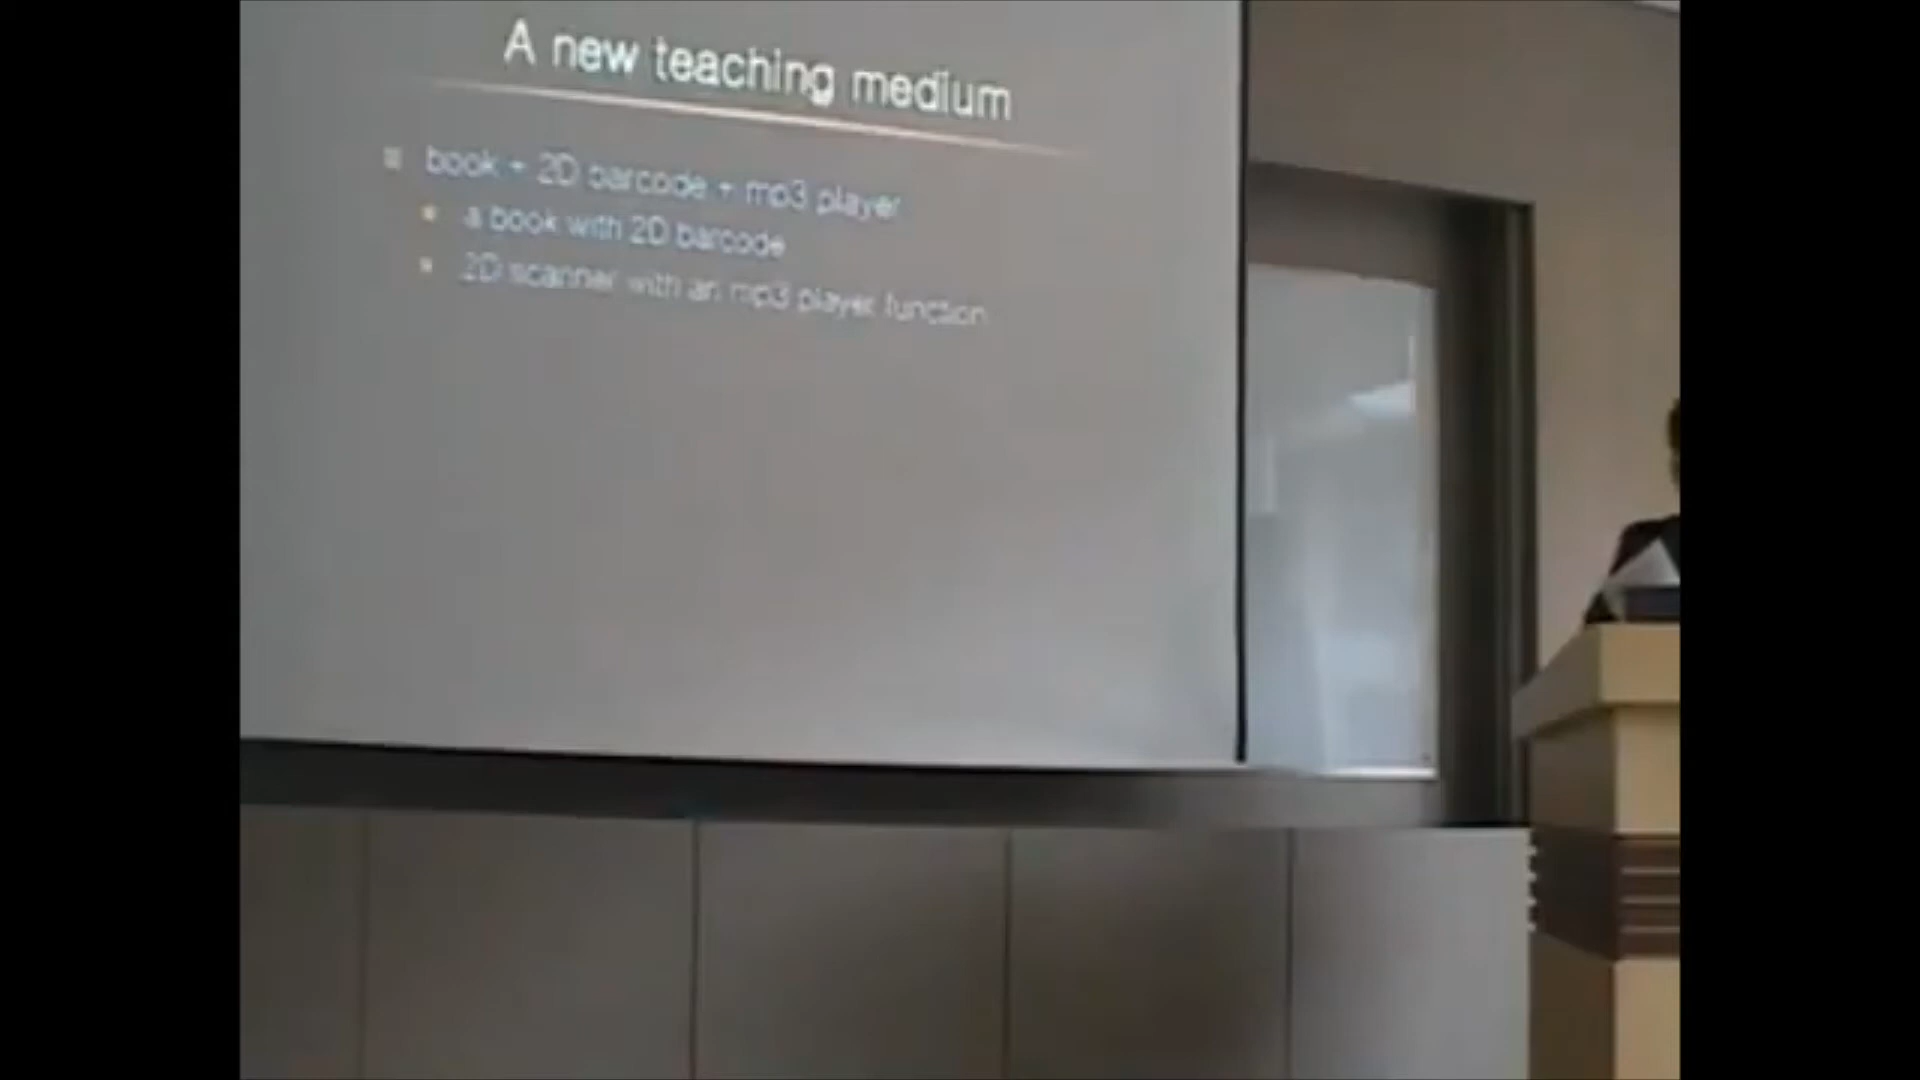 A new teaching medium
book + 2D barcode + mp3 player
a book with 2D barcode
2D scanner with an mp3 player function